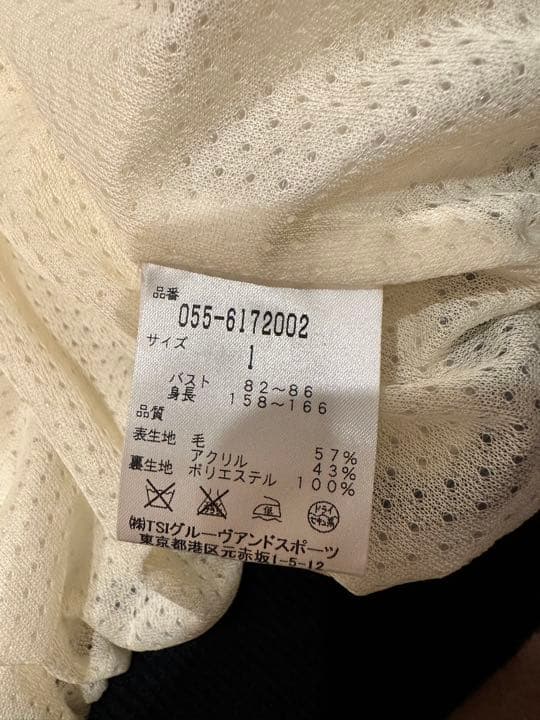 品番
055-6172002
サイズ
1
バスト 82～86
身長 158～166
品質
表生地 毛 57%
アクリル 43%
裏生地 ポリエステル 100%
ドライ
㈱TSIグルーヴアンドスポーツ
東京都港区元赤坂1-5-12